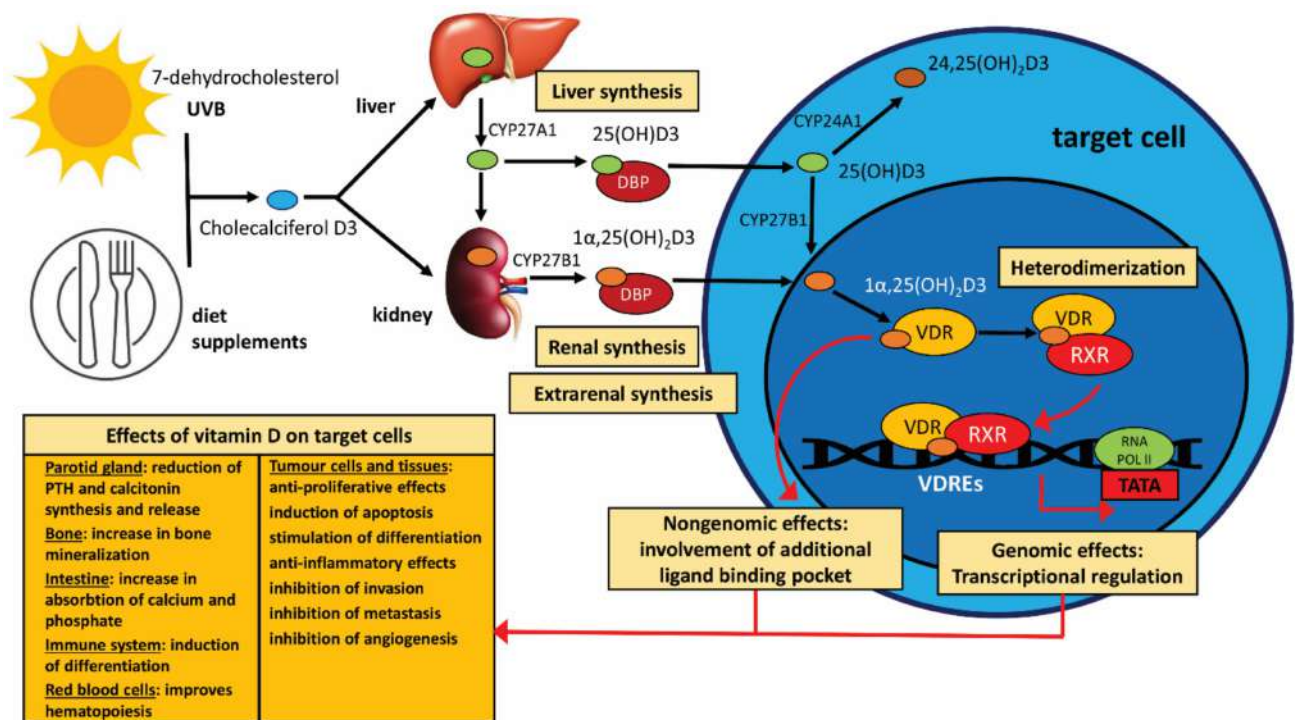 7-dehydrocholesterol
UVB
diet
supplements
Cholecalciferol D3
liver
kidney
CYP27A1
Liver synthesis
25(OH)D3
DBP
CYP27B1
1α,25(OH)₂D3
DBP
Renal synthesis
Extrarenal synthesis
target cell
24,25(OH)₂D3
CYP24A1
25(OH)D3
CYP27B1
Heterodimerization
1α,25(OH)₂D3
VDR
VDR
RXR
VDR
RXR
VDREs
RNA
POL II
TATA
Nongenomic effects:
involvement of additional
ligand binding pocket
Genomic effects:
Transcriptional regulation
Effects of vitamin D on target cells
Parotid gland: reduction of
PTH and calcitonin
synthesis and release
Bone: increase in bone
mineralization
Intestine: increase in
absorbtion of calcium and
phosphate
Immune system: induction
of differentiation
Red blood cells: improves
hematopoiesis
Tumour cells and tissues:
anti-proliferative effects
induction of apoptosis
stimulation of differentiation
anti-inflammatory effects
inhibition of invasion
inhibition of metastasis
inhibition of angiogenesis